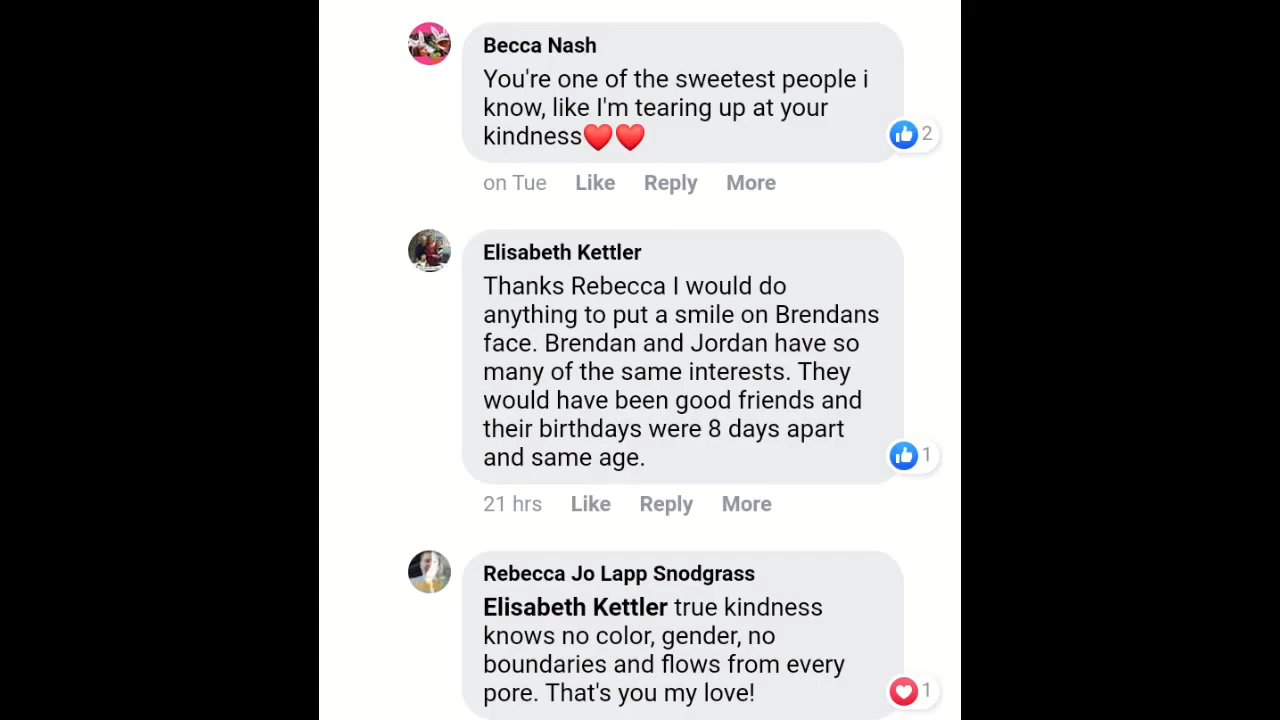 Becca Nash
You're one of the sweetest people i
know, like I'm tearing up at your
kindness❤️❤️
2
on Tue Like Reply More
Elisabeth Kettler
Thanks Rebecca I would do
anything to put a smile on Brendans
face. Brendan and Jordan have so
many of the same interests. They
would have been good friends and
their birthdays were 8 days apart
and same age.
1
21 hrs Like Reply More
Rebecca Jo Lapp Snodgrass
Elisabeth Kettler true kindness
knows no color, gender, no
boundaries and flows from every
pore. That's you my love!
1